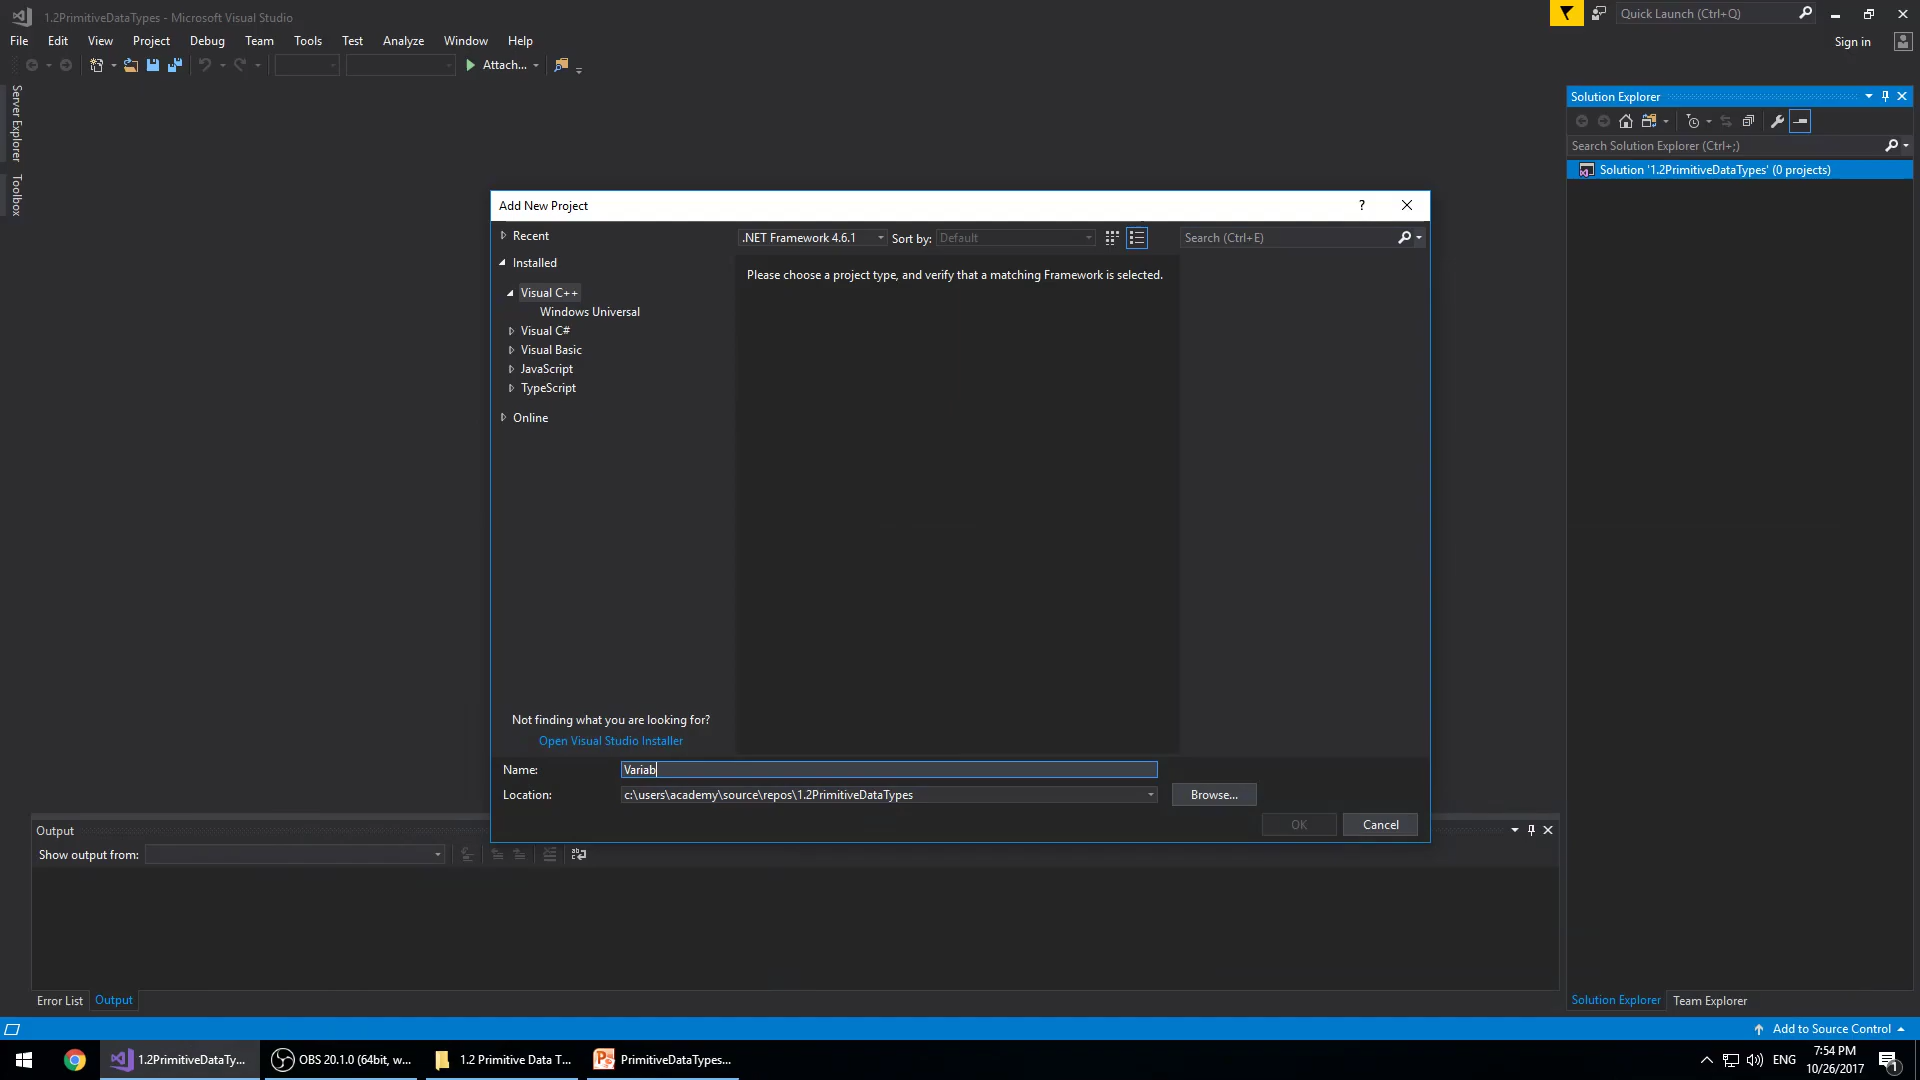 1.2PrimitiveDataTypes - Microsoft Visual Studio
Quick Launch (Ctrl+Q)
File Edit View Project Debug Team Tools Test Analyze Window Help
Sign in
Attach...
Server Explorer
Toolbox
Solution Explorer
Search Solution Explorer (Ctrl+;)
Solution '1.2PrimitiveDataTypes' (0 projects)
Add New Project
?
Recent
.NET Framework 4.6.1
Sort by:
Default
Search (Ctrl+E)
Installed
Please choose a project type, and verify that a matching Framework is selected.
Visual C++
Windows Universal
Visual C#
Visual Basic
JavaScript
TypeScript
Online
Not finding what you are looking for?
Open Visual Studio Installer
Name:
Variab
Location:
c:\users\academy\source\repos\1.2PrimitiveDataTypes
Browse...
OK
Cancel
Output
Show output from:
Error List Output
Solution Explorer Team Explorer
Add to Source Control
1.2PrimitiveDataTy...
OBS 20.1.0 (64bit, w...
1.2 Primitive Data T...
PrimitiveDataTypes...
ENG
7:54 PM
10/26/2017
1